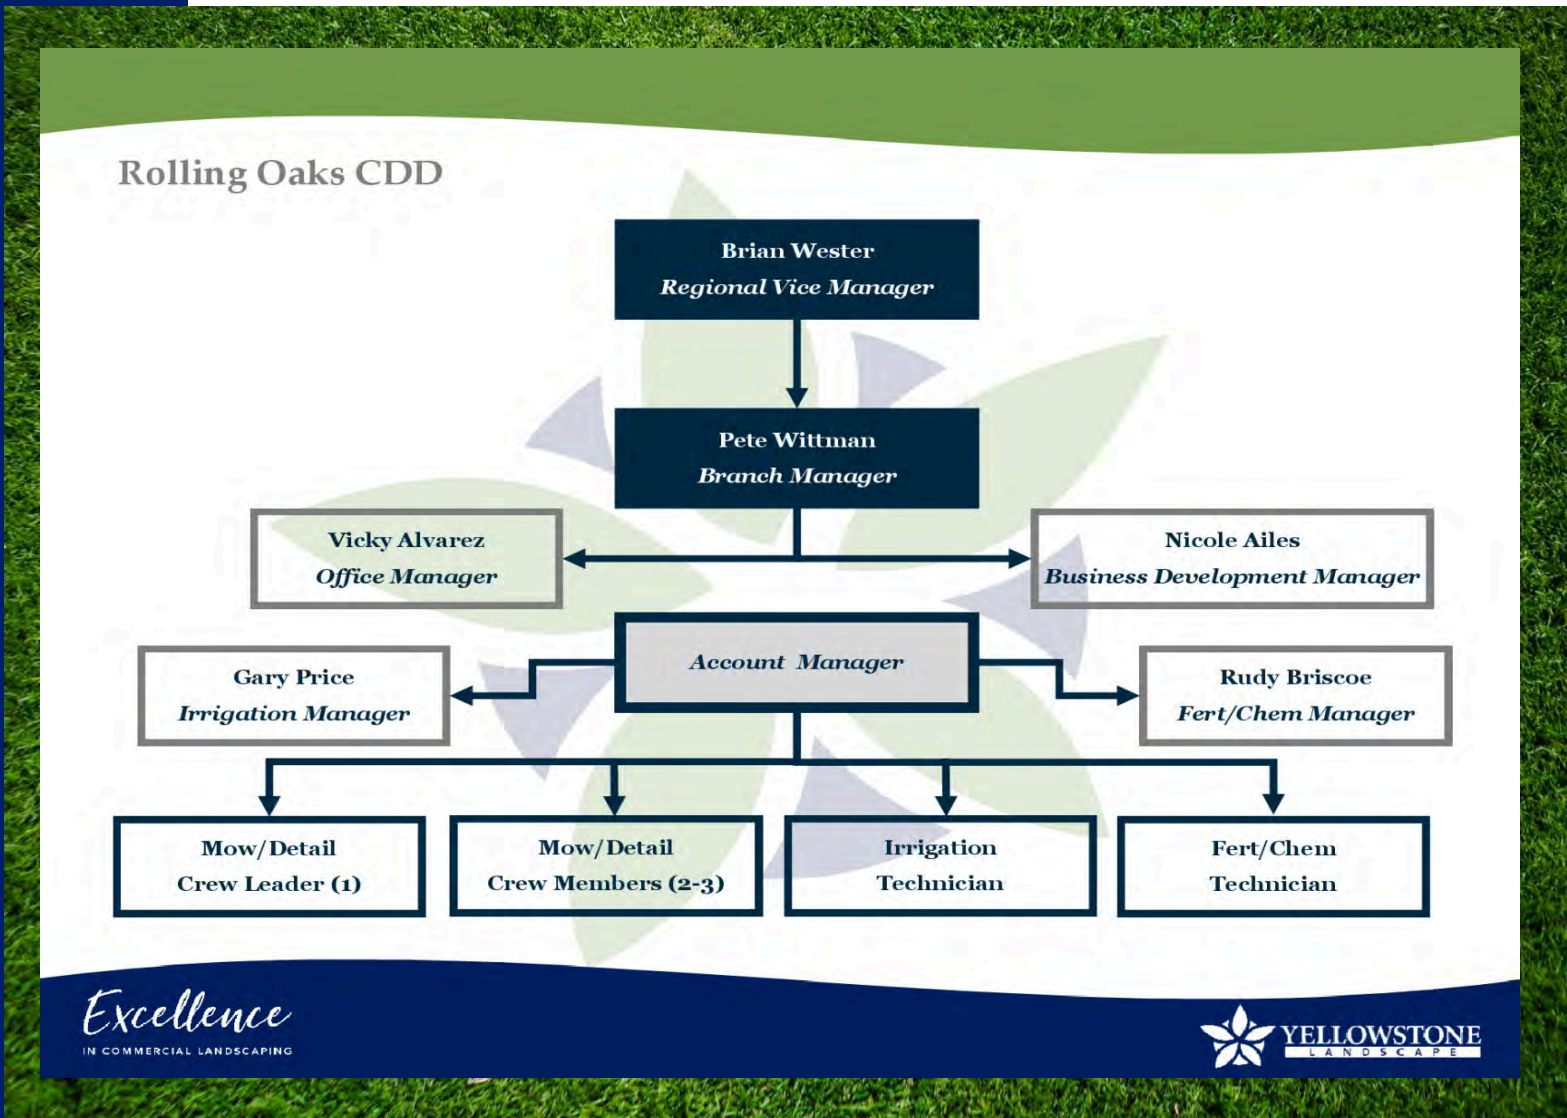 Rolling Oaks CDD
Brian Wester
Regional Vice Manager
Pete Wittman
Branch Manager
Vicky Alvarez
Office Manager
Nicole Ailes
Business Development Manager
Account Manager
Gary Price
Irrigation Manager
Rudy Briscoe
Fert/Chem Manager
Mow/Detail
Crew Leader (1)
Mow/Detail
Crew Members (2-3)
Irrigation
Technician
Fert/Chem
Technician
Excellence
IN COMMERCIAL LANDSCAPING
YELLOWSTONE
LANDSCAPE